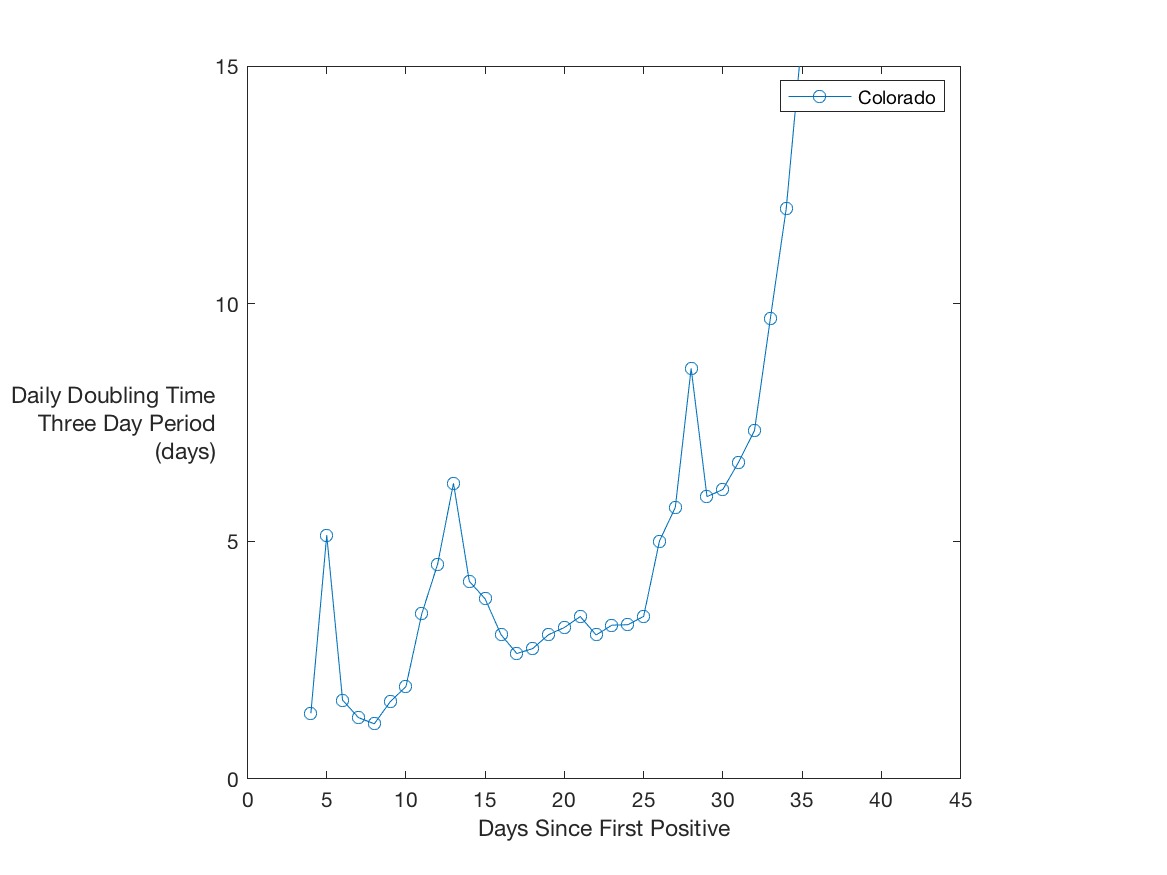 15
Colorado
10
Daily Doubling Time
Three Day Period
(days)
5
0
0 5 10 15 20 25 30 35 40 45
Days Since First Positive